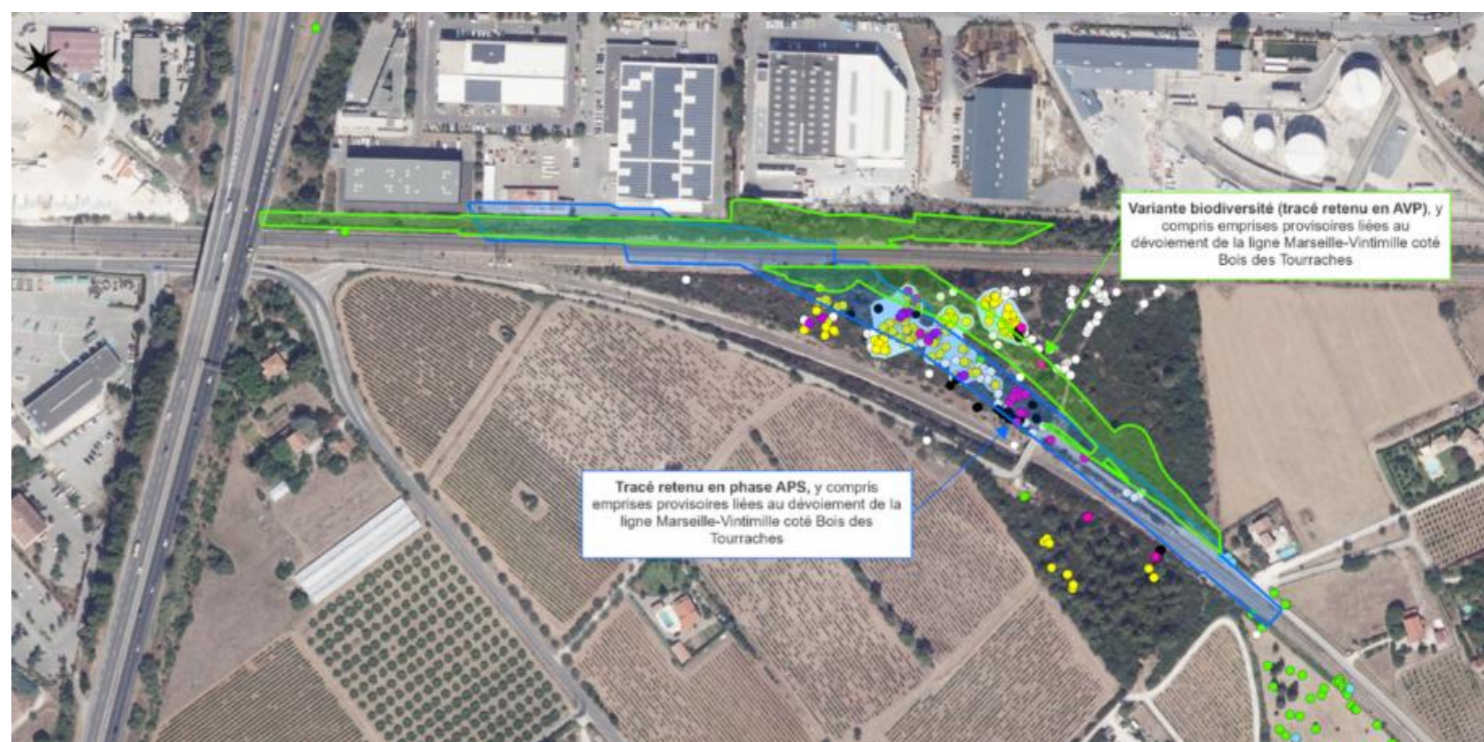 Variante biodiversité (tracé retenu en AVP), y
compris emprises provisoires liées au
dévoiement de la ligne Marseille-Vintimille coté
Bois des Tourraches
Tracé retenu en phase APS, y compris
emprises provisoires liées au dévoiement de la
ligne Marseille-Vintimille coté Bois des
Tourraches